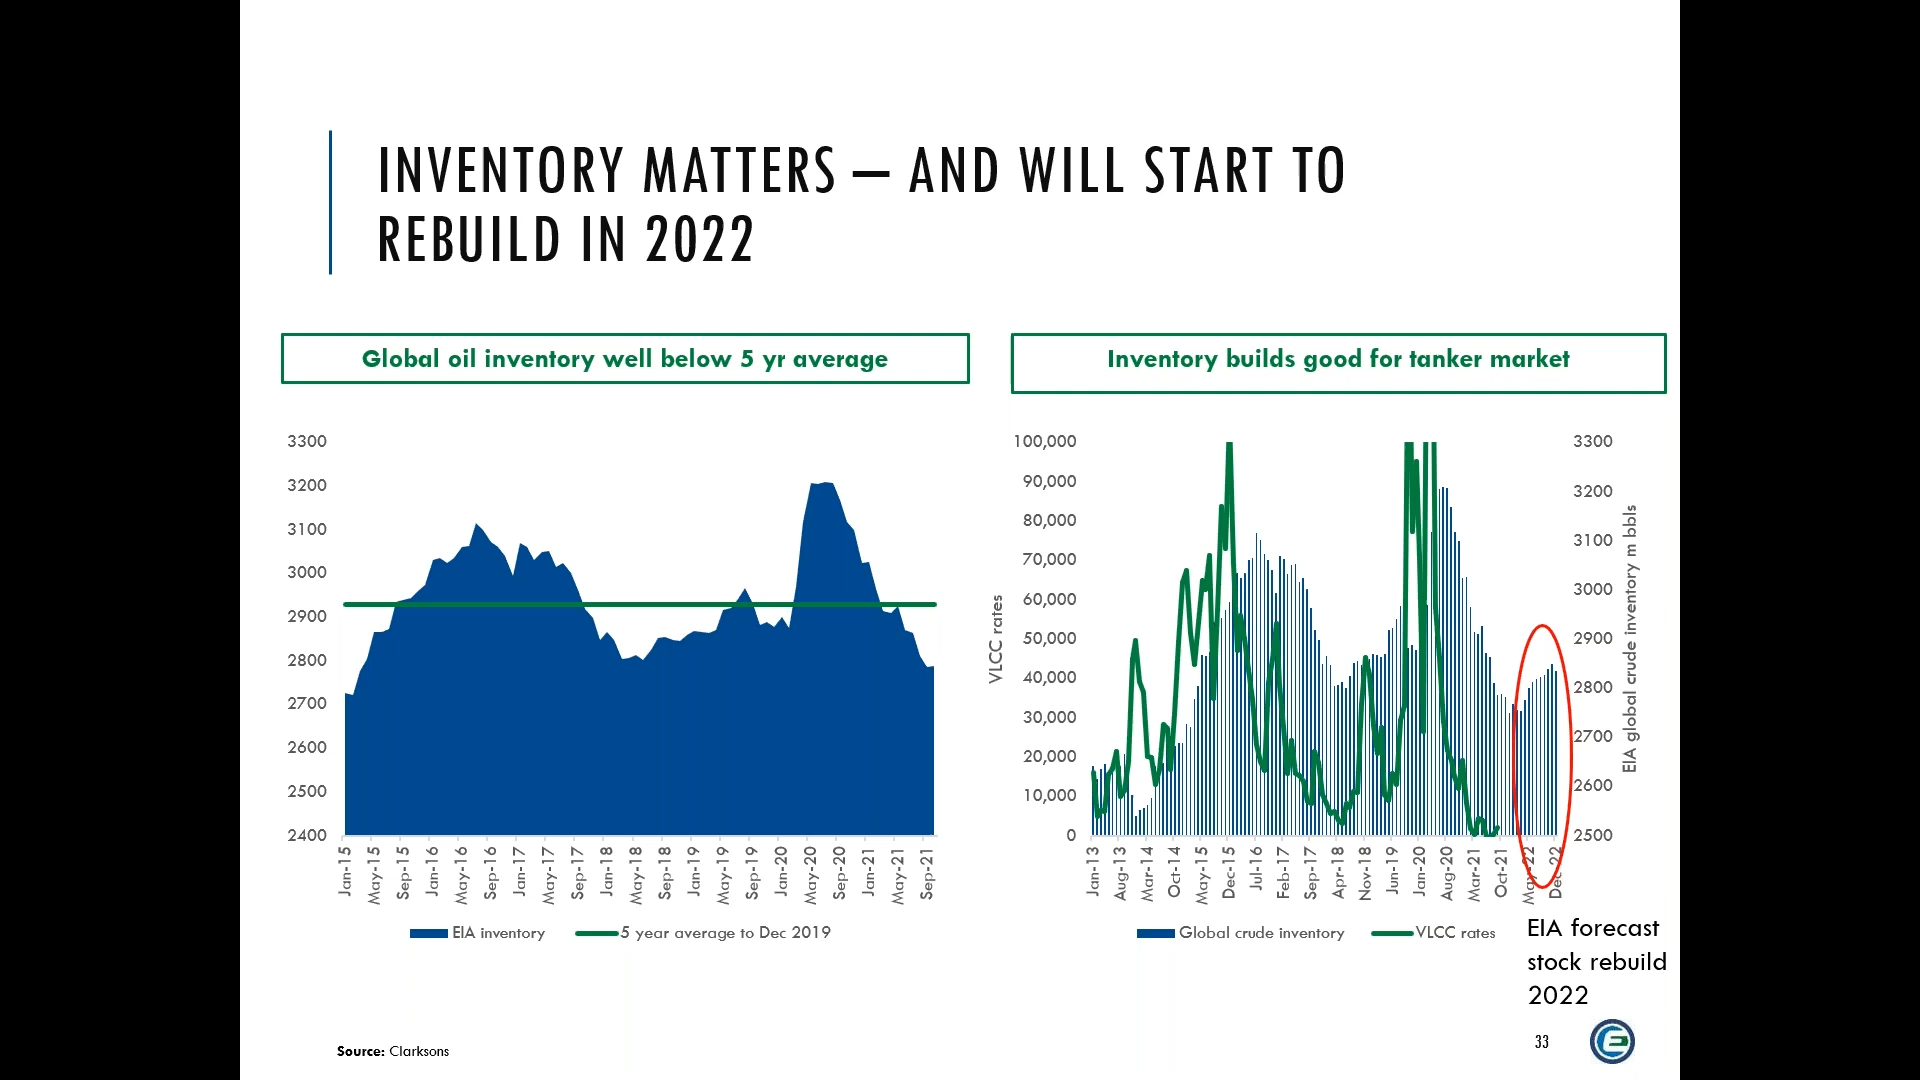 INVENTORY MATTERS – AND WILL START TO
REBUILD IN 2022
Global oil inventory well below 5 yr average
3300
3200
3100
3000
2900
2800
2700
2600
2500
2400
Jan-15
May-15
Sep-15
Jan-16
May-16
Sep-16
Jan-17
May-17
Sep-17
Jan-18
May-18
Sep-18
Jan-19
May-19
Sep-19
Jan-20
May-20
Sep-20
Jan-21
May-21
Sep-21
EIA inventory
5 year average to Dec 2019
Inventory builds good for tanker market
VLCC rates
100,000
90,000
80,000
70,000
60,000
50,000
40,000
30,000
20,000
10,000
0
3300
3200
3100
3000
2900
2800
2700
2600
2500
EIA global crude inventory m bbls
Jan-13
Aug-13
Mar-14
Oct-14
May-15
Dec-15
Jul-16
Feb-17
Sep-17
Apr-18
Nov-18
Jun-19
Jan-20
Aug-20
Mar-21
Oct-21
May-22
Dec-22
Global crude inventory
VLCC rates
EIA forecast
stock rebuild
2022
Source: Clarksons
33